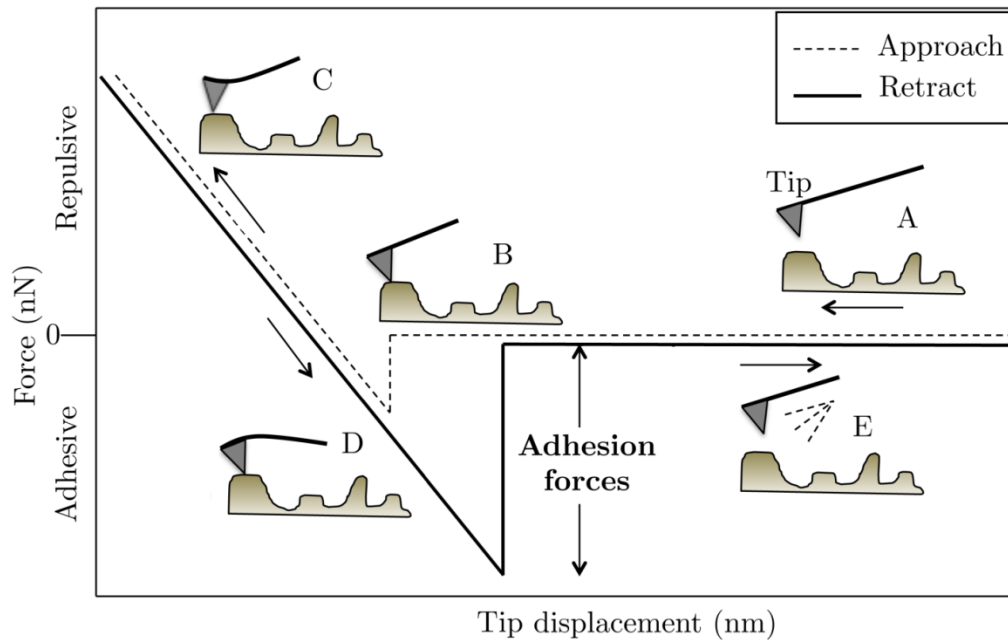 Approach
Retract
C
Tip
A
B
Repulsive
Force (nN)
0
Adhesive
D
Adhesion
forces
E
Tip displacement (nm)